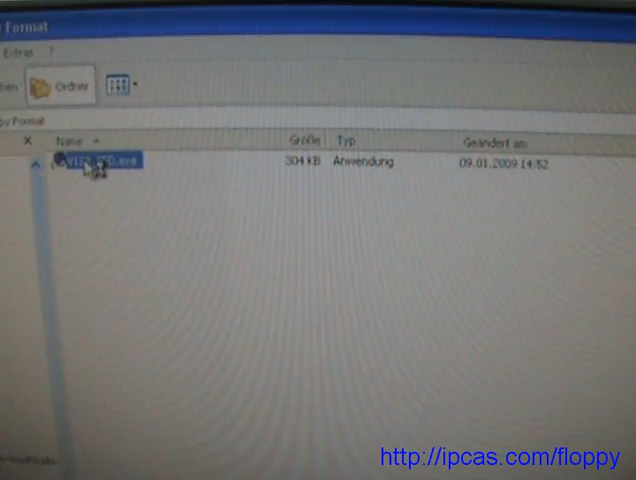 Format
Extras ?
Ordner
Format
Name Größe Typ Geändert am
304 KB Anwendung 09.01.2009 14:52
http://ipcas.com/floppy